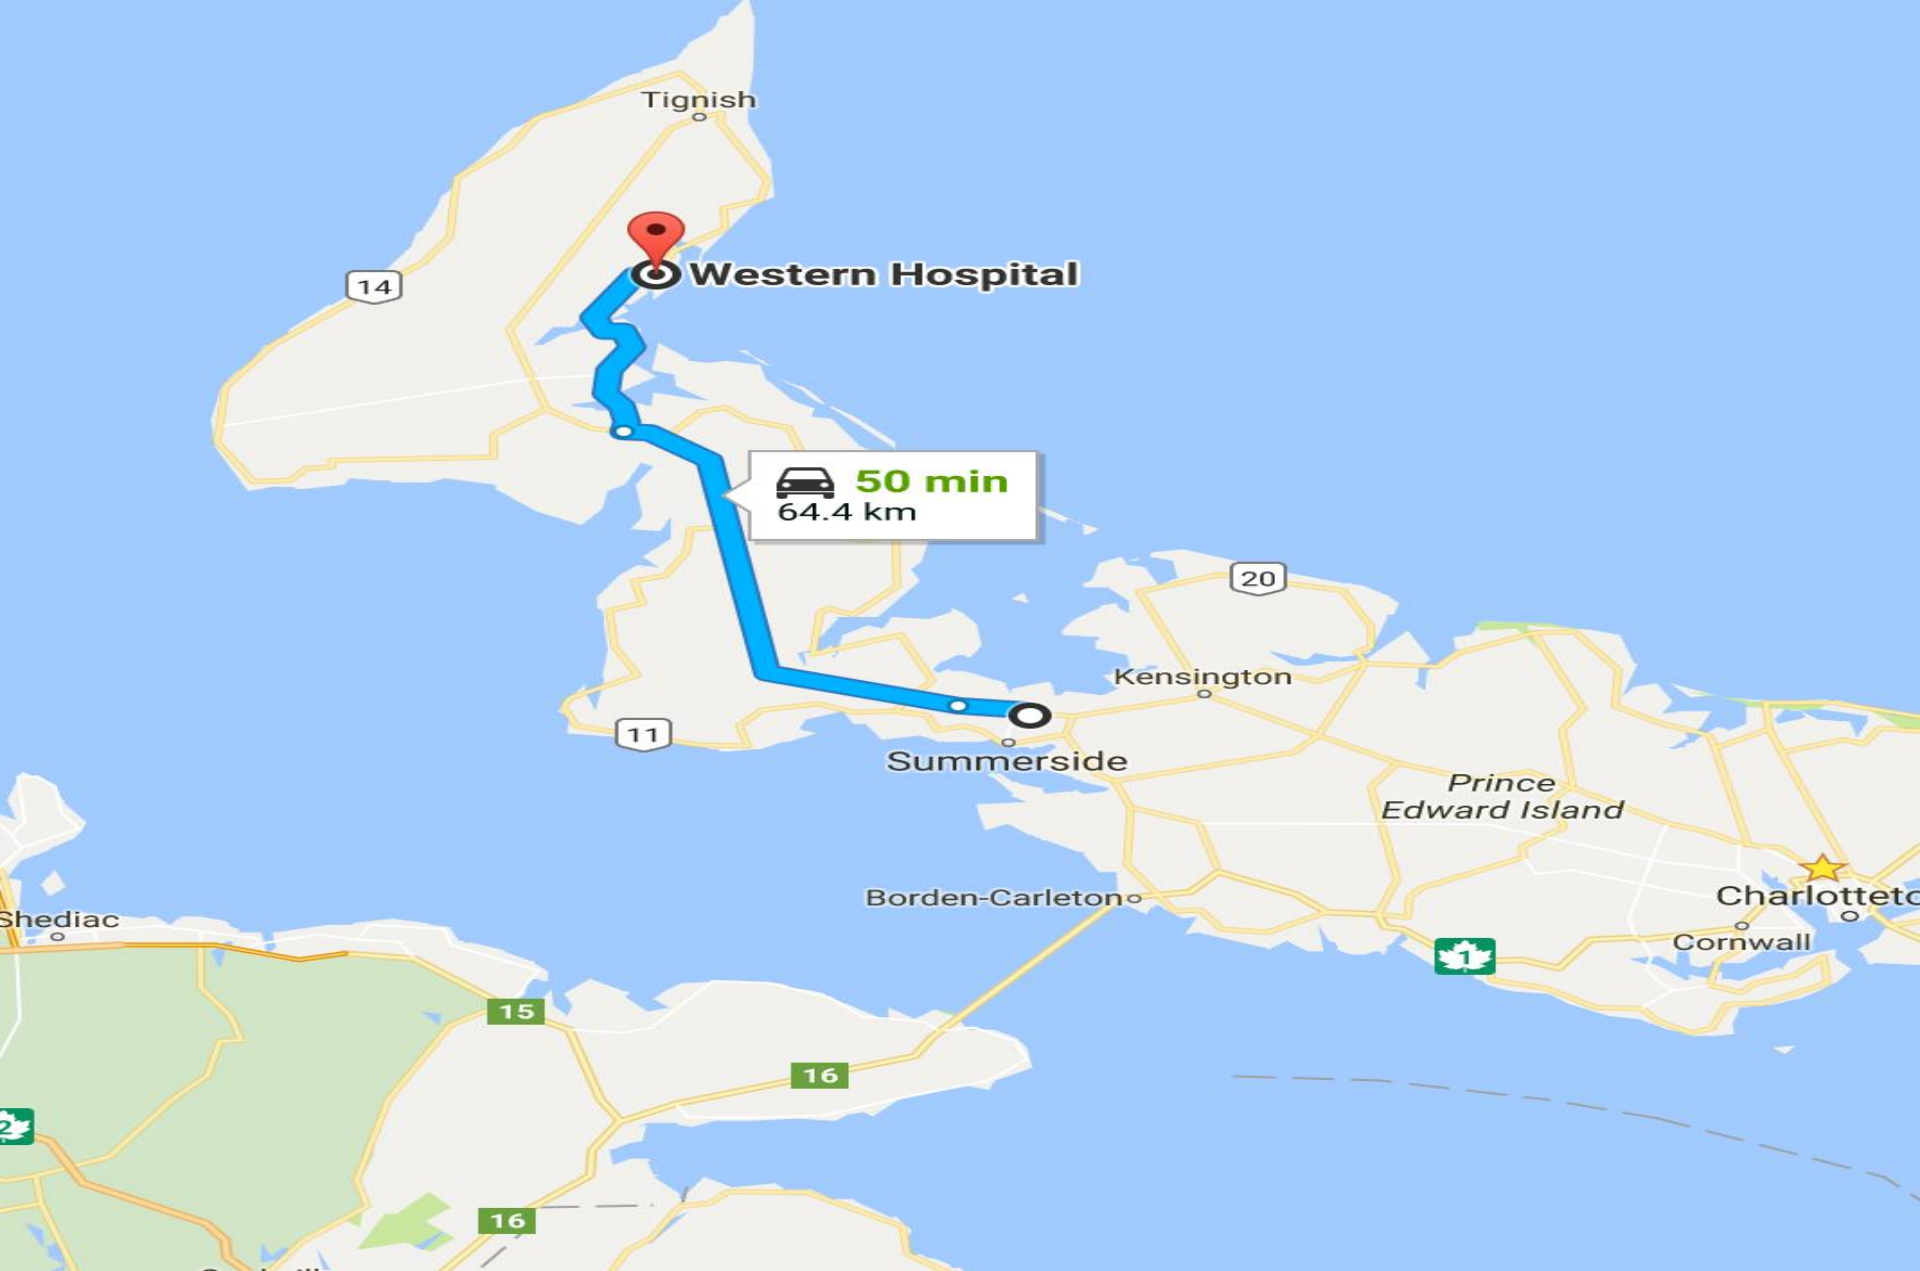 Tignish
14
Western Hospital
50 min
64.4 km
20
Kensington
11
Summerside
Prince
Edward Island
Borden-Carleton
Charlotteto
Shediac
Cornwall
1
15
16
2
16